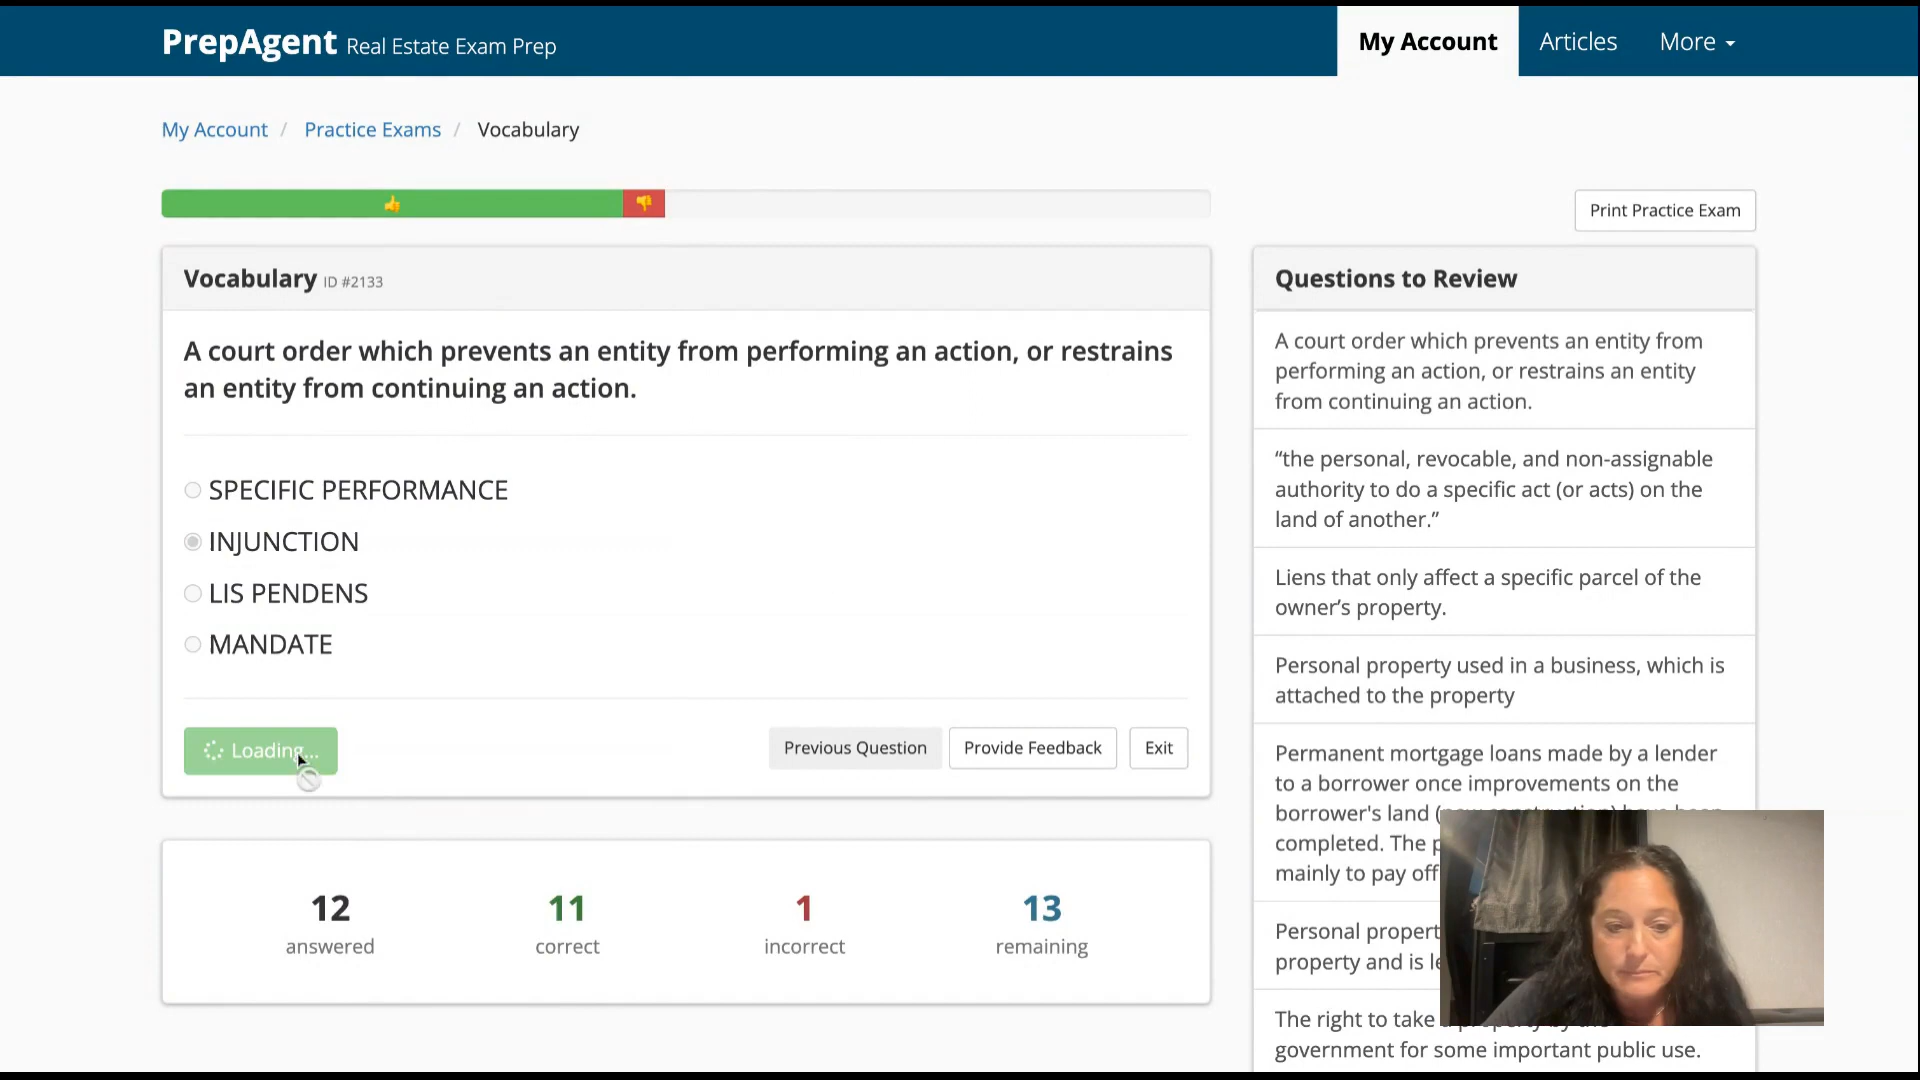 PrepAgent Real Estate Exam Prep
My Account
Articles
More
My Account / Practice Exams / Vocabulary
Print Practice Exam
Vocabulary ID #2133
A court order which prevents an entity from performing an action, or restrains
an entity from continuing an action.
SPECIFIC PERFORMANCE
INJUNCTION
LIS PENDENS
MANDATE
Loading...
Previous Question
Provide Feedback
Exit
12
answered
11
correct
1
incorrect
13
remaining
Questions to Review
A court order which prevents an entity from
performing an action, or restrains an entity
from continuing an action.
“the personal, revocable, and non-assignable
authority to do a specific act (or acts) on the
land of another.”
Liens that only affect a specific parcel of the
owner’s property.
Personal property used in a business, which is
attached to the property
Permanent mortgage loans made by a lender
to a borrower once improvements on the
borrower's land (new construction) have been
completed. The
mainly to pay off
Personal
property and is
The right to take a property by the
government for some important public use.